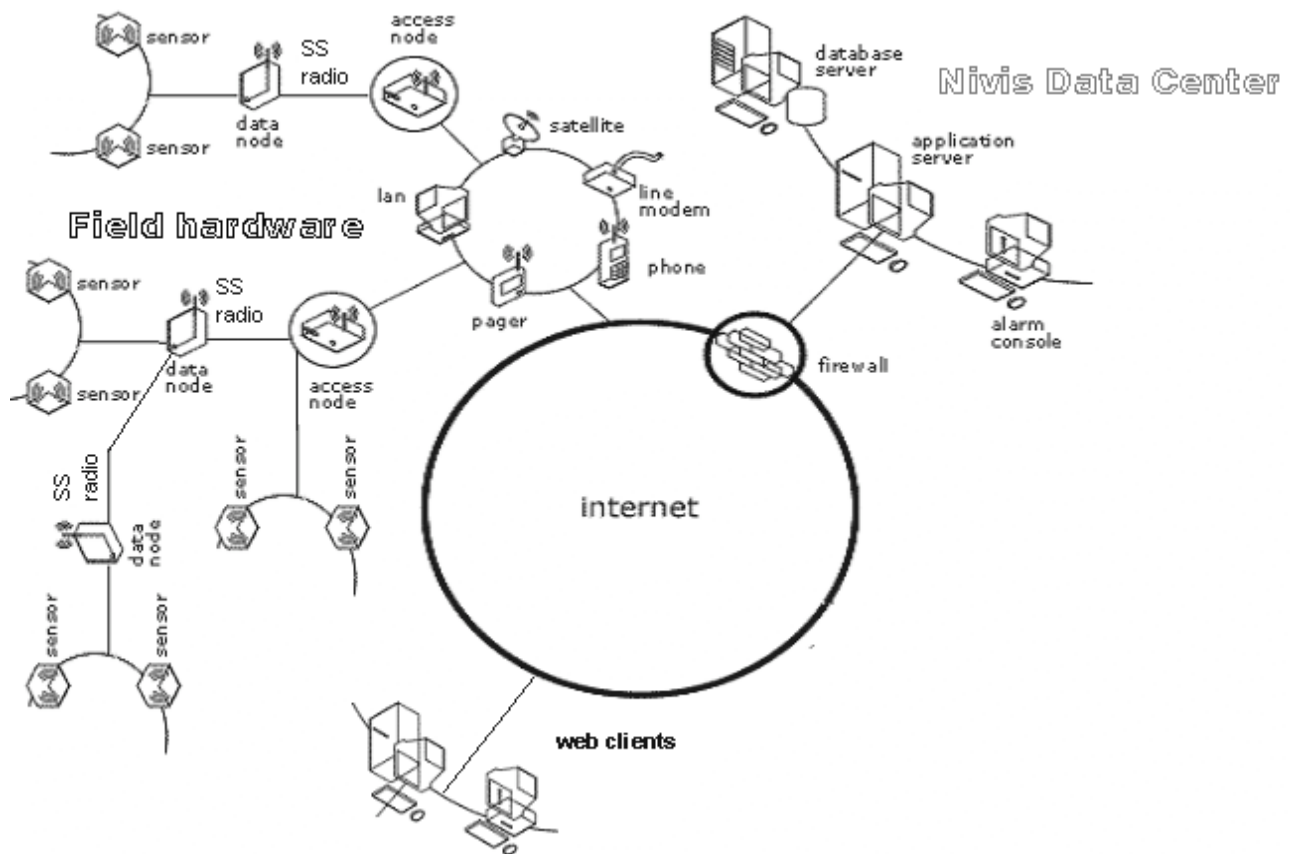 sensor
SS
radio
access
node
data
node
sensor
satellite
lan
line
modem
phone
pager
database
server
Nivis Data Center
application
server
alarm
console
firewall
Field hardware
sensor
SS
radio
data
node
access
node
sensor
sensor
sensor
SS
radio
data
node
sensor
sensor
internet
web clients